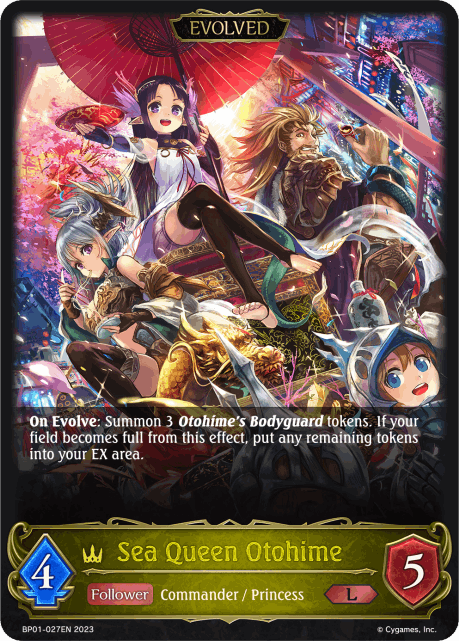 EVOLVED
On Evolve: Summon 3 Otohime's Bodyguard tokens. If your
field becomes full from this effect, put any remaining tokens
into your EX area.
Sea Queen Otohime
4
5
Follower Commander / Princess L
BP01-027EN 2023 © Cygames, Inc.